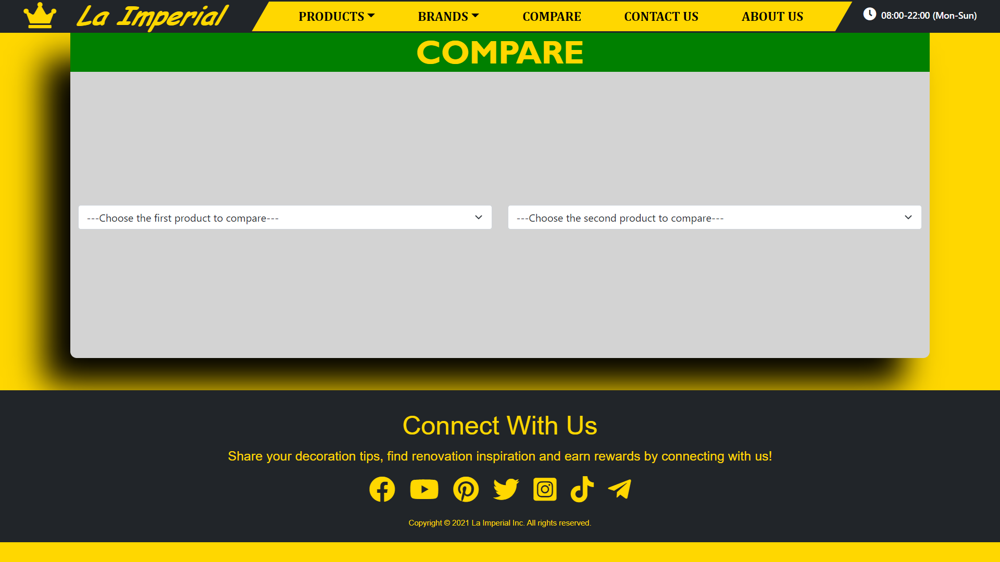 La Imperial
PRODUCTS
BRANDS
COMPARE
CONTACT US
ABOUT US
08:00-22:00 (Mon-Sun)
COMPARE
---Choose the first product to compare---
---Choose the second product to compare---
Connect With Us
Share your decoration tips, find renovation inspiration and earn rewards by connecting with us!
Copyright © 2021 La Imperial Inc. All rights reserved.